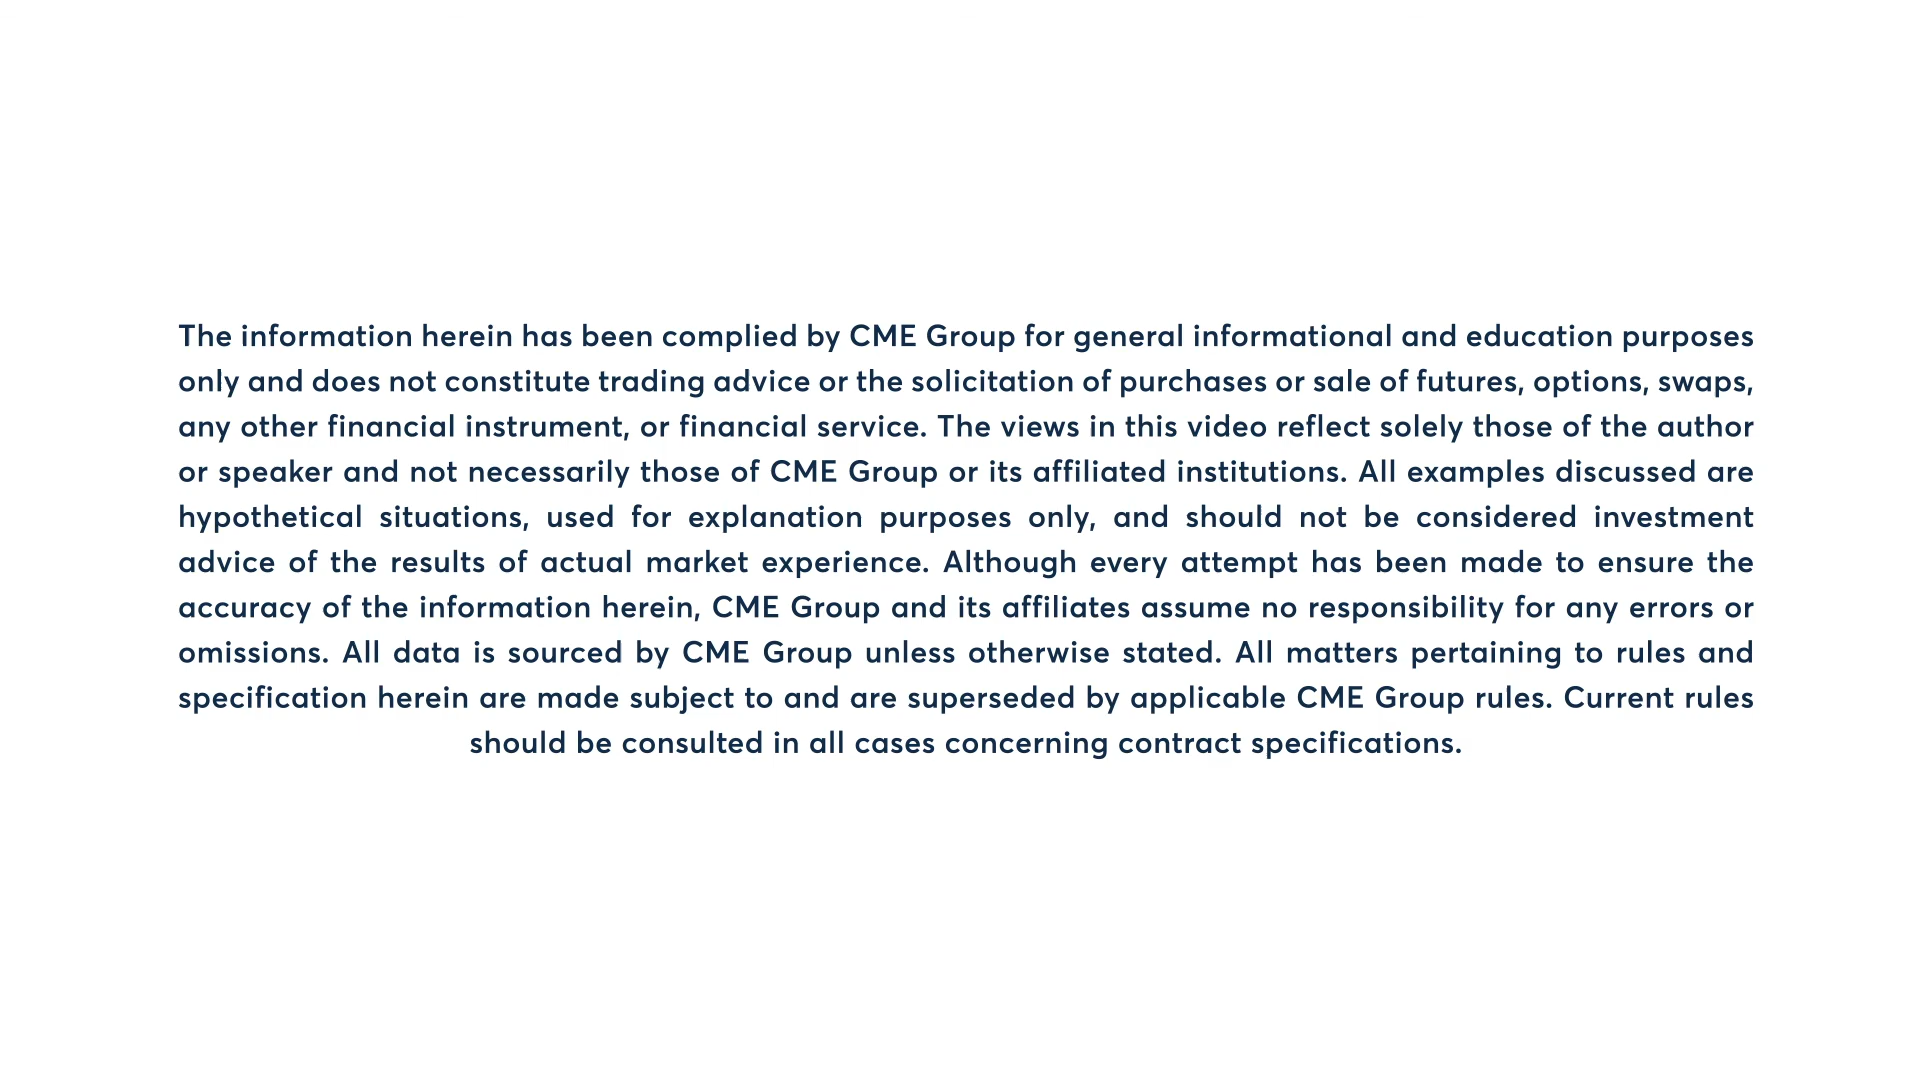 The information herein has been complied by CME Group for general informational and education purposes
only and does not constitute trading advice or the solicitation of purchases or sale of futures, options, swaps,
any other financial instrument, or financial service. The views in this video reflect solely those of the author
or speaker and not necessarily those of CME Group or its affiliated institutions. All examples discussed are
hypothetical situations, used for explanation purposes only, and should not be considered investment
advice of the results of actual market experience. Although every attempt has been made to ensure the
accuracy of the information herein, CME Group and its affiliates assume no responsibility for any errors or
omissions. All data is sourced by CME Group unless otherwise stated. All matters pertaining to rules and
specification herein are made subject to and are superseded by applicable CME Group rules. Current rules
should be consulted in all cases concerning contract specifications.